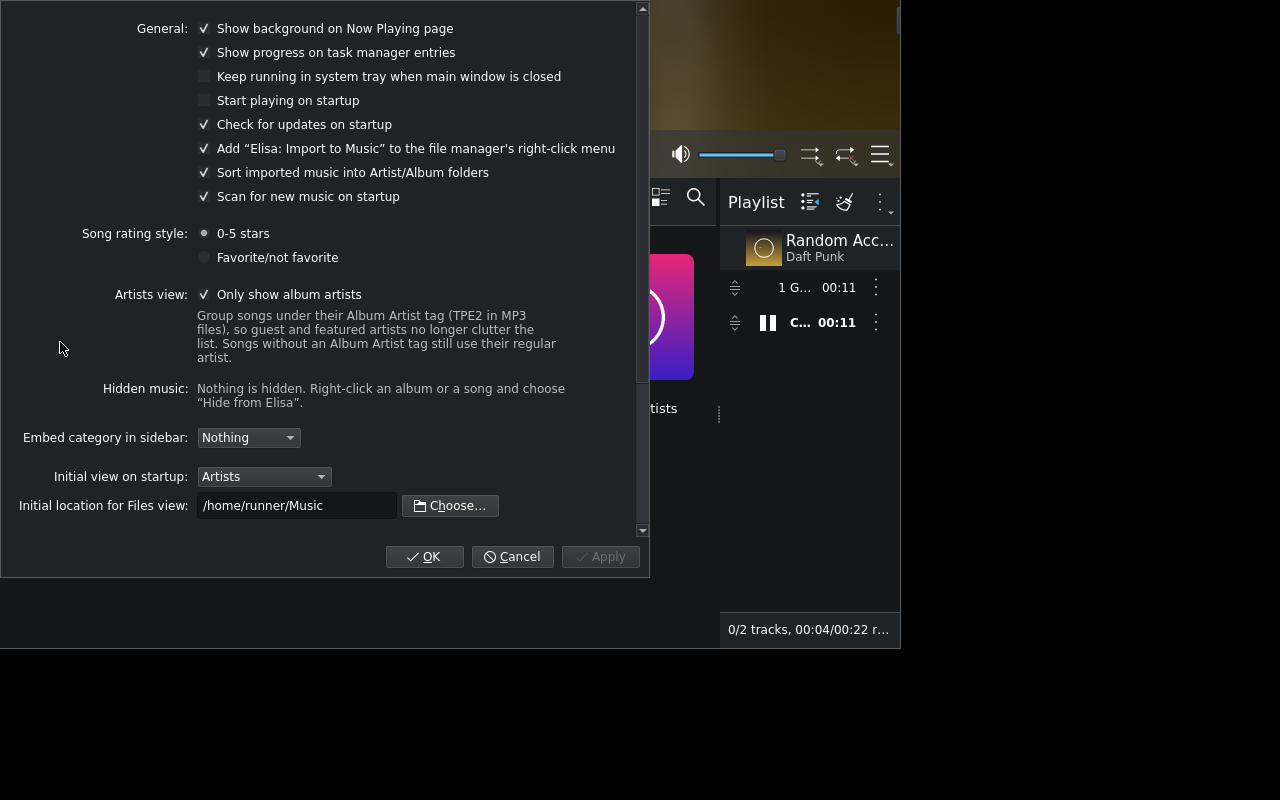 General:
Show background on Now Playing page
Show progress on task manager entries
Keep running in system tray when main window is closed
Start playing on startup
Check for updates on startup
Add “Elisa: Import to Music” to the file manager's right-click menu
Sort imported music into Artist/Album folders
Scan for new music on startup
Song rating style:
0-5 stars
Favorite/not favorite
Artists view:
Only show album artists
Group songs under their Album Artist tag (TPE2 in MP3
files), so guest and featured artists no longer clutter the
list. Songs without an Album Artist tag still use their regular
artist.
Hidden music:
Nothing is hidden. Right-click an album or a song and choose
“Hide from Elisa”.
Embed category in sidebar:
Nothing
Initial view on startup:
Artists
Initial location for Files view:
/home/runner/Music
Choose...
OK
Cancel
Apply
tists
Playlist
Random Acc...
Daft Punk
1 G... 00:11
C... 00:11
0/2 tracks, 00:04/00:22 r...